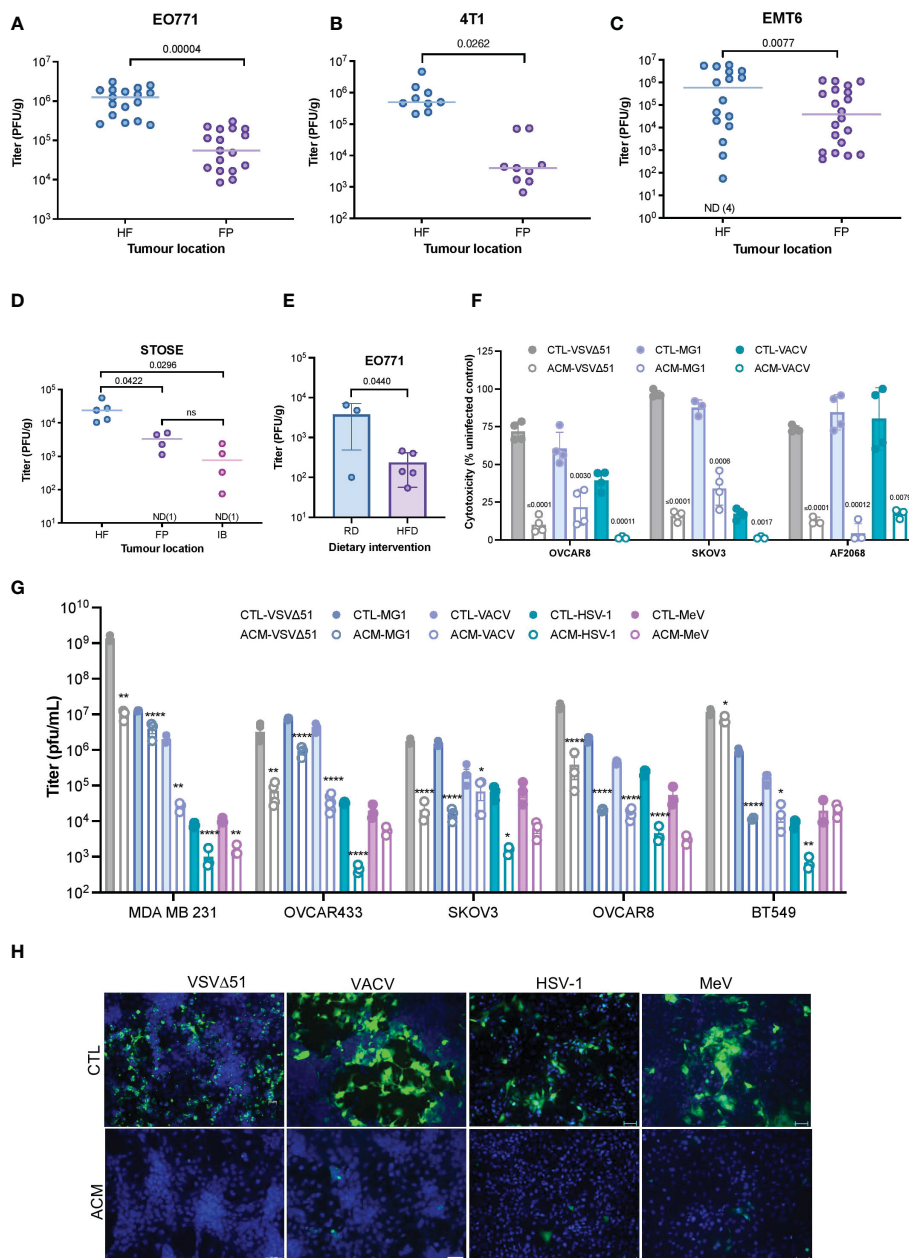 A
EO771
0.00004
Titer (PFU/g)
10⁷
10⁶
10⁵
10⁴
10³
HF
FP
Tumour location
B
4T1
0.0262
Titer (PFU/g)
10⁷
10⁶
10⁵
10⁴
10³
10²
HF
FP
Tumour location
C
EMT6
0.0077
Titer (PFU/g)
10⁷
10⁶
10⁵
10⁴
10³
10²
10¹
10⁰
ND (4)
HF
FP
Tumour location
D
STOSE
0.0296
0.0422
ns
Titer (PFU/g)
10⁵
10⁴
10³
10²
10¹
ND(1)
ND(1)
HF
FP
IB
Tumour location
E
EO771
0.0440
Titer (PFU/g)
10⁵
10⁴
10³
10²
10¹
RD
HFD
Dietary intervention
F
CTL-VSVΔ51
CTL-MG1
CTL-VACV
ACM-VSVΔ51
ACM-MG1
ACM-VACV
Cytotoxicity (% uninfected control)
125
100
75
50
25
0
≤0.0001
0.0030
0.00011
≤0.0001
0.0006
0.0017
≤0.0001
0.00012
0.0079
OVCAR8
SKOV3
AF2068
G
CTL-VSVΔ51
CTL-MG1
CTL-VACV
CTL-HSV-1
CTL-MeV
ACM-VSVΔ51
ACM-MG1
ACM-VACV
ACM-HSV-1
ACM-MeV
Titer (pfu/mL)
10¹⁰
10⁹
10⁸
10⁷
10⁶
10⁵
10⁴
10³
10²
**
****
**
****
**
**
****
****
****
****
****
*
*
****
****
****
****
*
****
*
**
MDA MB 231
OVCAR433
SKOV3
OVCAR8
BT549
H
VSVΔ51
VACV
HSV-1
MeV
CTL
ACM